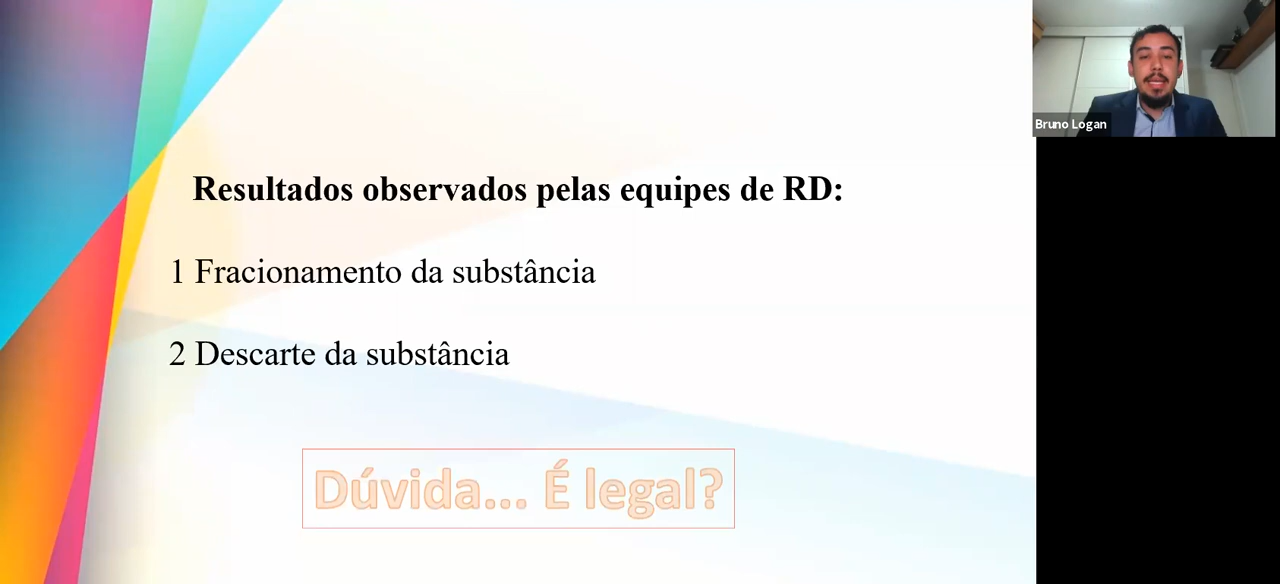 Bruno Logan
Resultados observados pelas equipes de RD:
1 Fracionamento da substância
2 Descarte da substância
Dúvida... É legal?